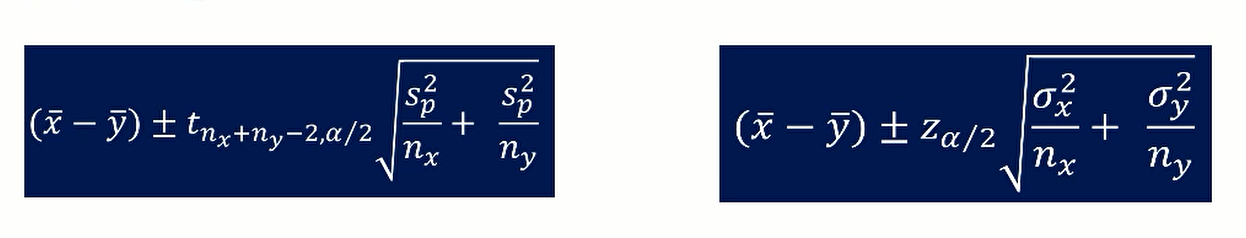 (x̄ − ȳ) ± t_{n_x+n_y−2,α/2} √(s_p²/n_x + s_p²/n_y)
(x̄ − ȳ) ± z_{α/2} √(σ_x²/n_x + σ_y²/n_y)